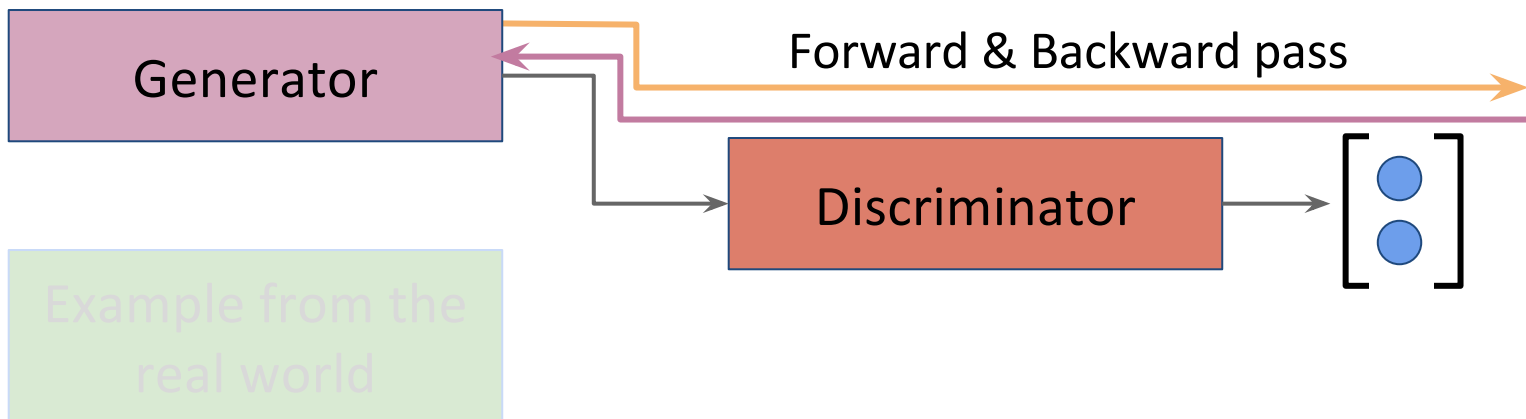 Generator
Forward & Backward pass
Discriminator
Example from the
real world